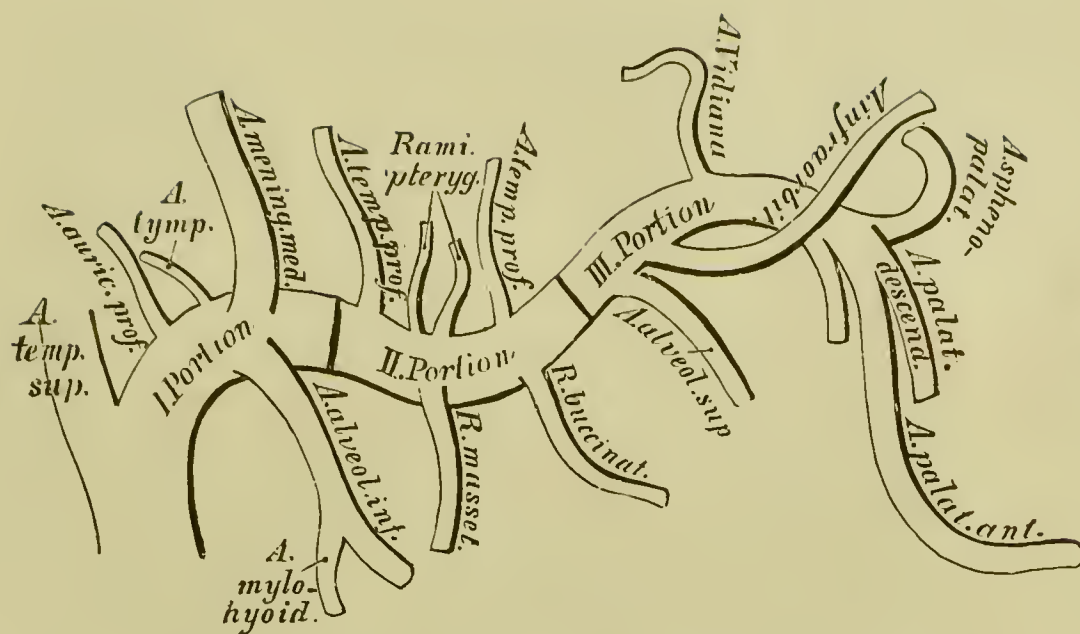 A.Vidiana
A.infraorbit.
A.spheno-
palat.
A.mening.med.
A.temp.prof.
Rami.
pteryg.
A.temp.prof.
A.
tymp.
A.auric.prof.
A.
temp.
sup.
I.Portion
II.Portion
III.Portion
A.palat.
descend.
A.alveol.sup
R.buccinat.
R.masset.
A.alveol.inf.
A.
mylo-
hyoid.
A.palat.ant.